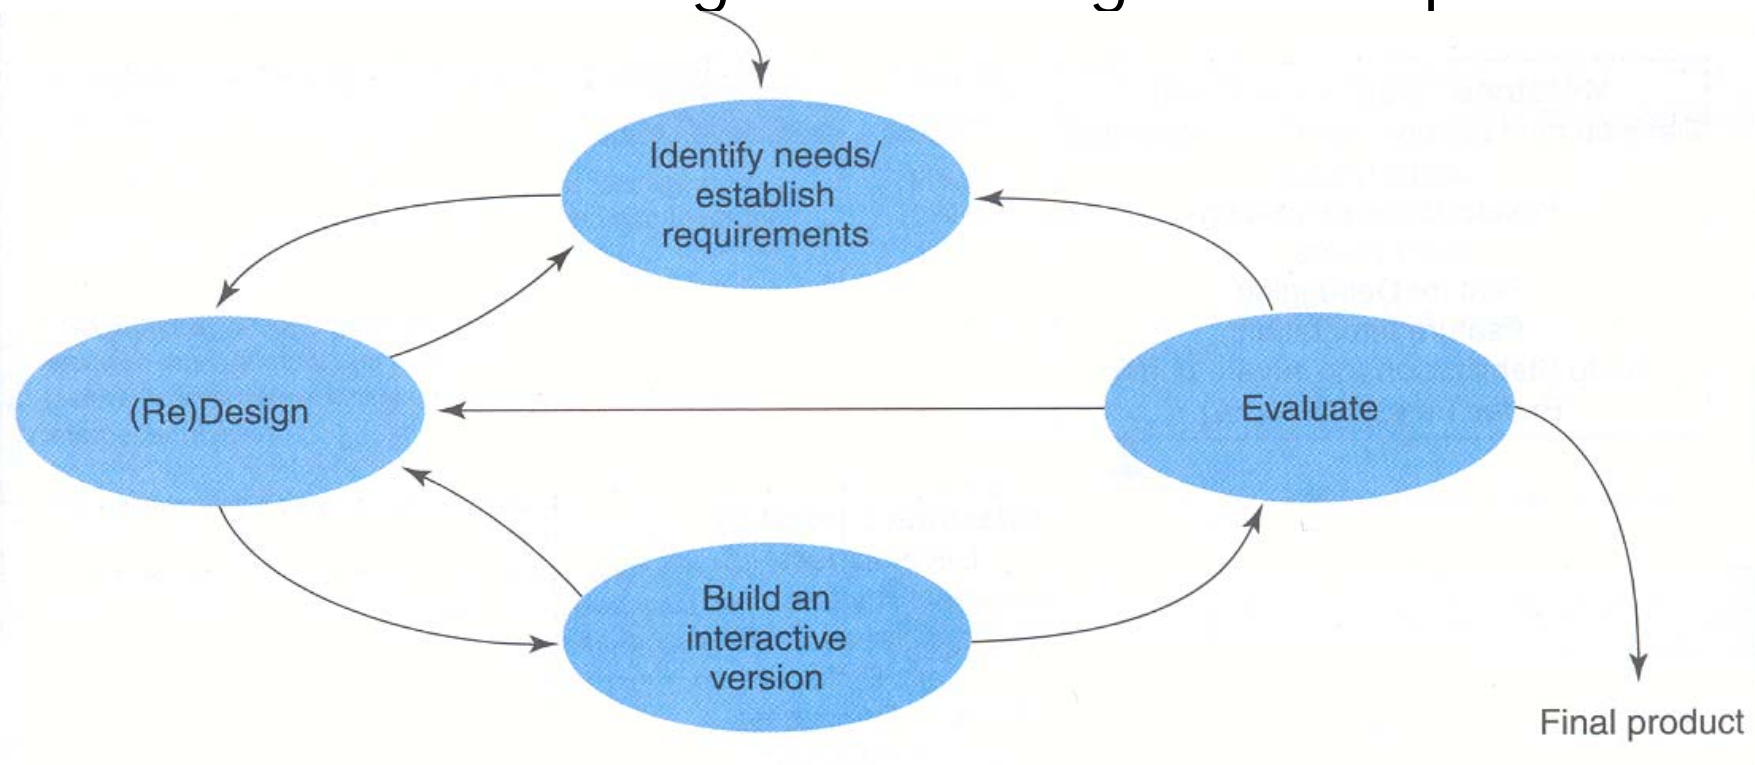 Identify needs/
establish
requirements
(Re)Design
Evaluate
Build an
interactive
version
Final product